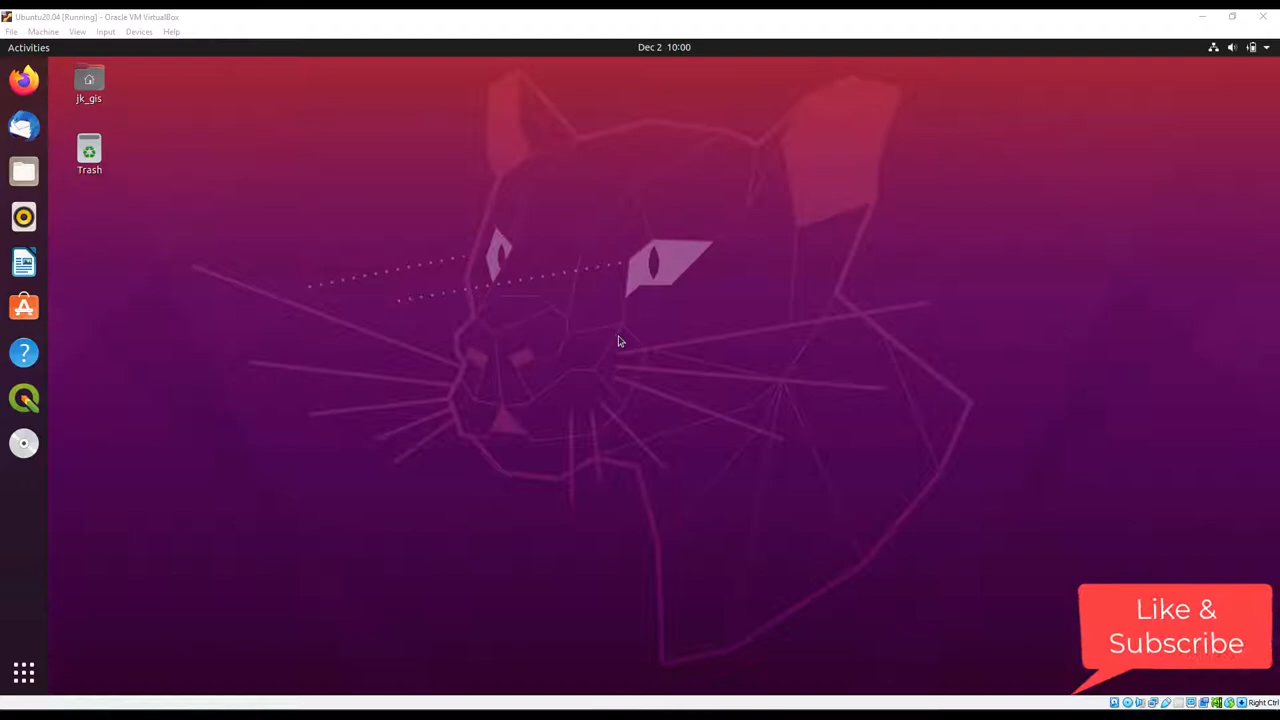 Ubuntu20.04 [Running] - Oracle VM VirtualBox
File Machine View Input Devices Help
Activities
Dec 2 10:00
jk_gis
Trash
Like &
Subscribe
Right Ctrl